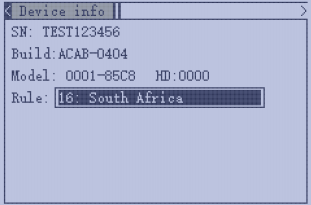 Device info
SN: TEST123456
Build:ACAB-0404
Model: 0001-85C8 HD:0000
Rule: 16: South Africa